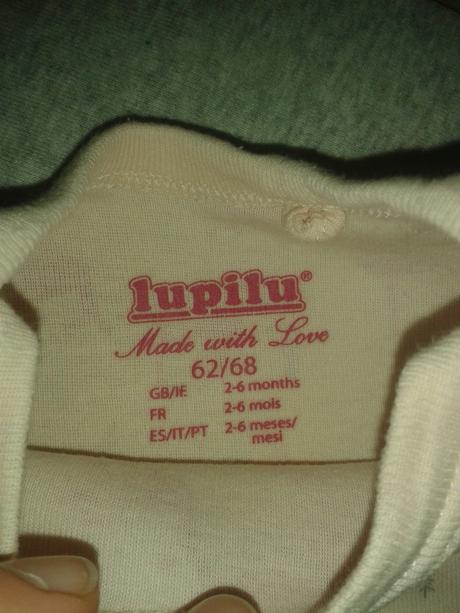 lupilu®
Made with Love
62/68
GB/IE 2-6 months
FR 2-6 mois
ES/IT/PT 2-6 meses/
mesi